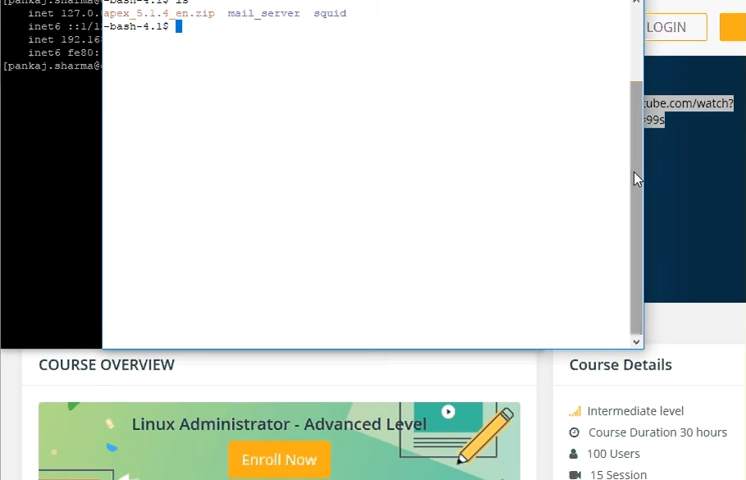 [pankaj.sharma@
inet 127.0.
inet6 ::1/1
inet 192.16
inet6 fe80:
[pankaj.sharma@
-bash-4.1$ ls
apex_5.1.4_en.zip mail_server squid
-bash-4.1$
LOGIN
tube.com/watch?
=99s
COURSE OVERVIEW
Linux Administrator - Advanced Level
Enroll Now
Course Details
Intermediate level
Course Duration 30 hours
100 Users
15 Session